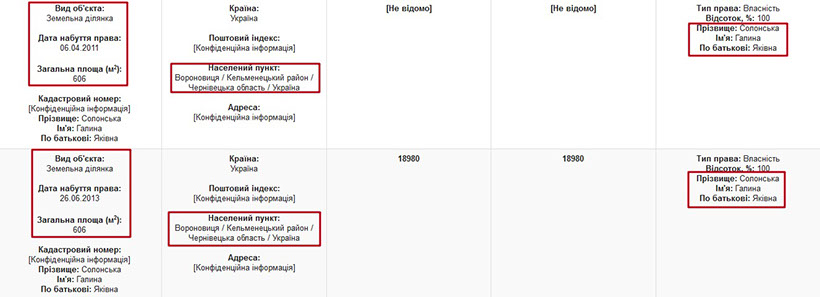 Вид об'єкта:
Земельна ділянка
Дата набуття права:
06.04.2011
Загальна площа (м²):
606
Кадастровий номер:
[Конфіденційна інформація]
Прізвище: Солонська
Ім'я: Галина
По батькові: Яківна
Країна:
Україна
Поштовий індекс:
[Конфіденційна інформація]
Населений пункт:
Вороновиця / Кельменецький район /
Чернівецька область / Україна
Адреса:
[Конфіденційна інформація]
[Не відомо]
[Не відомо]
Тип права: Власність
Відсоток, %: 100
Прізвище: Солонська
Ім'я: Галина
По батькові: Яківна
Вид об'єкта:
Земельна ділянка
Дата набуття права:
26.06.2013
Загальна площа (м²):
606
Кадастровий номер:
[Конфіденційна інформація]
Прізвище: Солонська
Ім'я: Галина
По батькові: Яківна
Країна:
Україна
Поштовий індекс:
[Конфіденційна інформація]
Населений пункт:
Вороновиця / Кельменецький район /
Чернівецька область / Україна
Адреса:
[Конфіденційна інформація]
18980
18980
Тип права: Власність
Відсоток, %: 100
Прізвище: Солонська
Ім'я: Галина
По батькові: Яківна